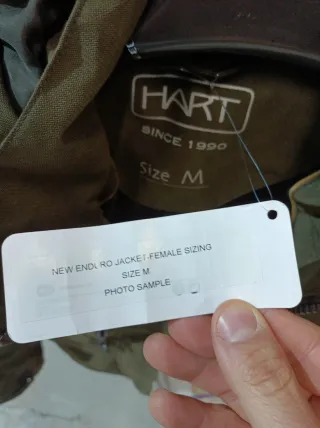 HART
SINCE 1990
Size M
NEW ENDURO JACKET-FEMALE SIZING
SIZE M
PHOTO SAMPLE